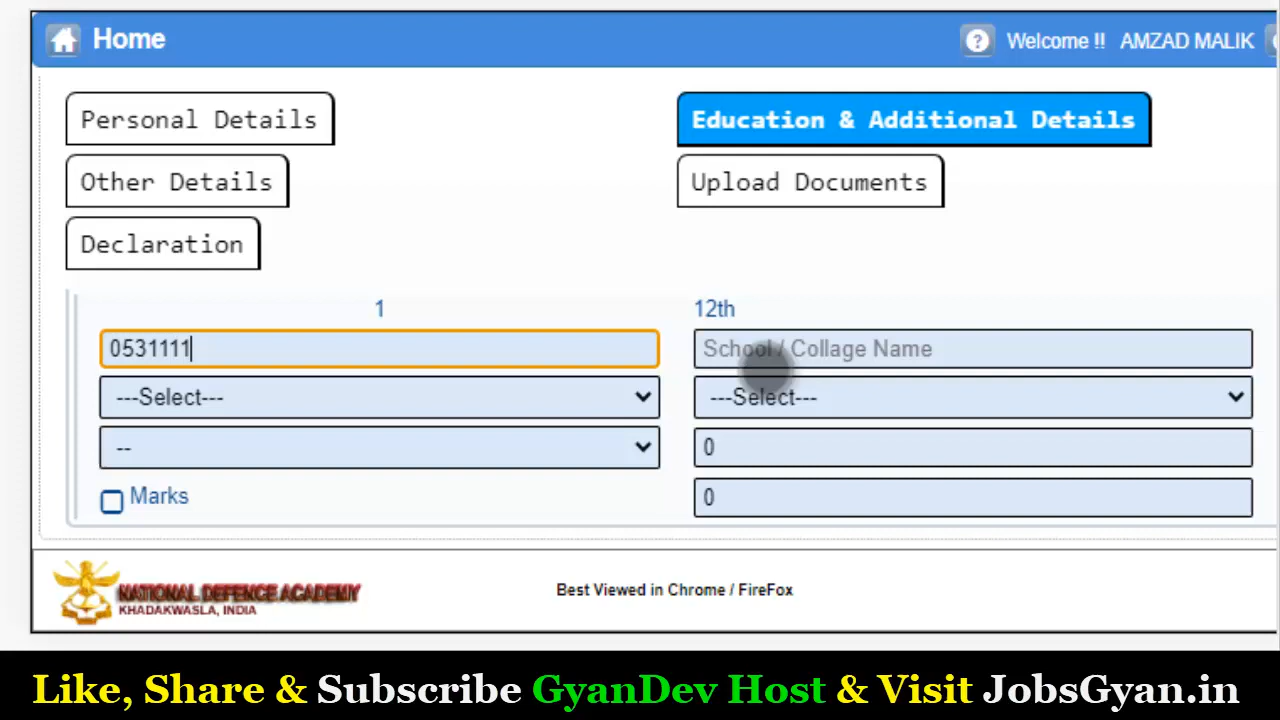 Home
? Welcome !! AMZAD MALIK
Personal Details
Education & Additional Details
Other Details
Upload Documents
Declaration
1
12th
0531111
School / Collage Name
---Select---
---Select---
--
0
Marks
0
NATIONAL DEFENCE ACADEMY
KHADAKWASLA, INDIA
Best Viewed in Chrome / FireFox
Like, Share & Subscribe GyanDev Host & Visit JobsGyan.in